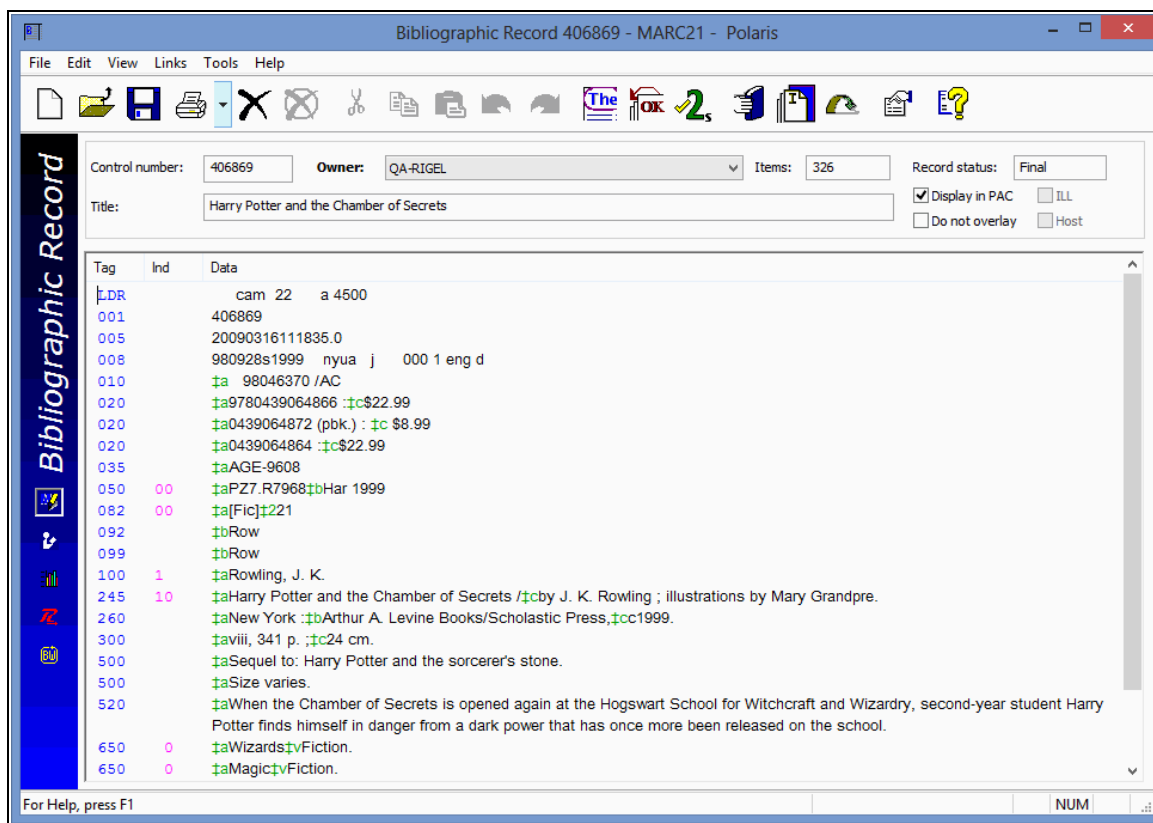 Bibliographic Record 406869 - MARC21 - Polaris
File Edit View Links Tools Help
The OK 2s
Bibliographic Record
Control number: 406869 Owner: QA-RIGEL Items: 326 Record status: Final
Title: Harry Potter and the Chamber of Secrets
Display in PAC ILL
Do not overlay Host
Tag Ind Data
LDR cam 22 a 4500
001 406869
005 20090316111835.0
008 980928s1999 nyua j 000 1 eng d
010 ‡a 98046370 /AC
020 ‡a9780439064866 :‡c$22.99
020 ‡a0439064872 (pbk.) : ‡c $8.99
020 ‡a0439064864 :‡c$22.99
035 ‡aAGE-9608
050 00 ‡aPZ7.R7968‡bHar 1999
082 00 ‡a[Fic]‡221
092 ‡bRow
099 ‡bRow
100 1 ‡aRowling, J. K.
245 10 ‡aHarry Potter and the Chamber of Secrets /‡cby J. K. Rowling ; illustrations by Mary Grandpre.
260 ‡aNew York :‡bArthur A. Levine Books/Scholastic Press,‡cc1999.
300 ‡aviii, 341 p. ;‡c24 cm.
500 ‡aSequel to: Harry Potter and the sorcerer's stone.
500 ‡aSize varies.
520 ‡aWhen the Chamber of Secrets is opened again at the Hogswart School for Witchcraft and Wizardry, second-year student Harry
Potter finds himself in danger from a dark power that has once more been released on the school.
650 0 ‡aWizards‡vFiction.
650 0 ‡aMagic‡vFiction.
For Help, press F1 NUM